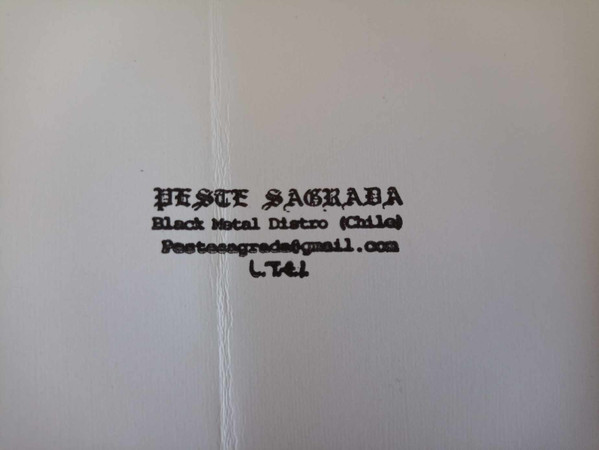 PESTE SAGRADA
Black Metal Distro (Chile)
Pestesagrada@gmail.com